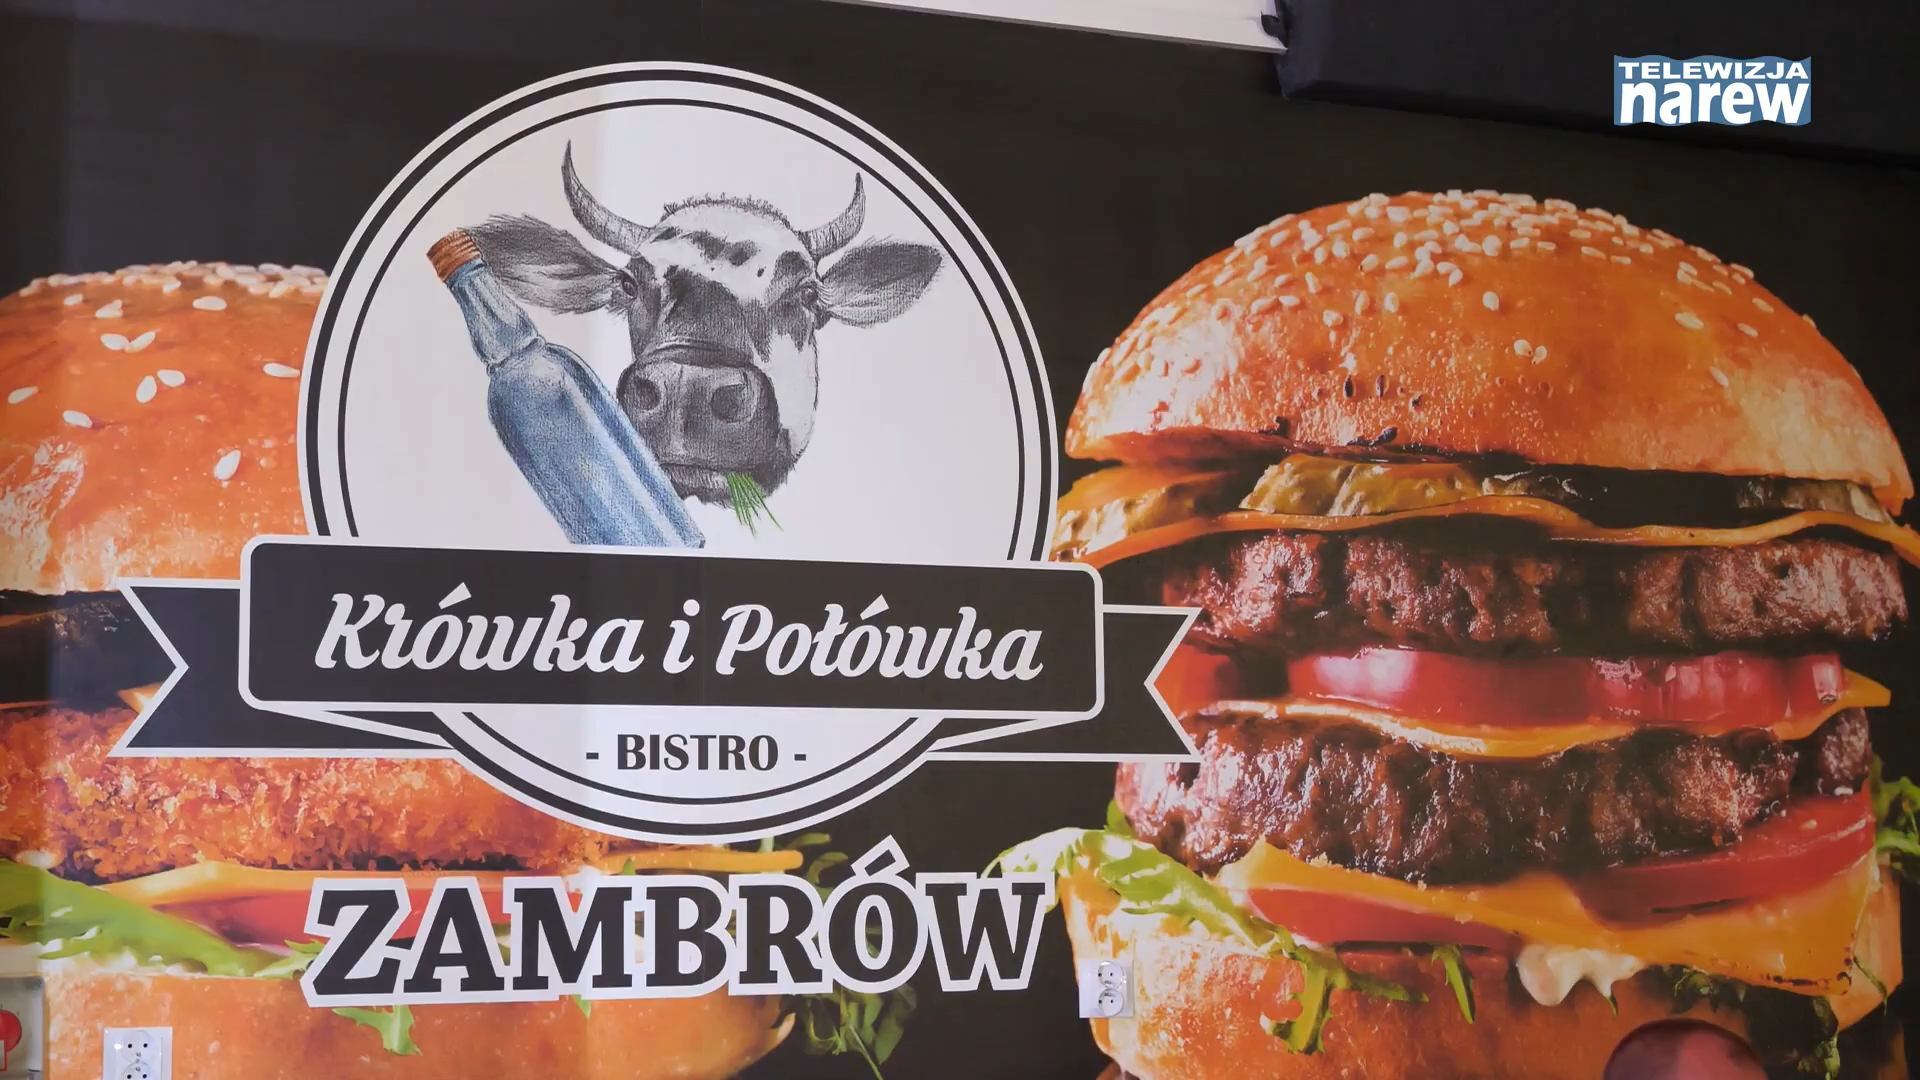 TELEWIZJA
narew
Krówka i Połówka
- BISTRO -
ZAMBRÓW